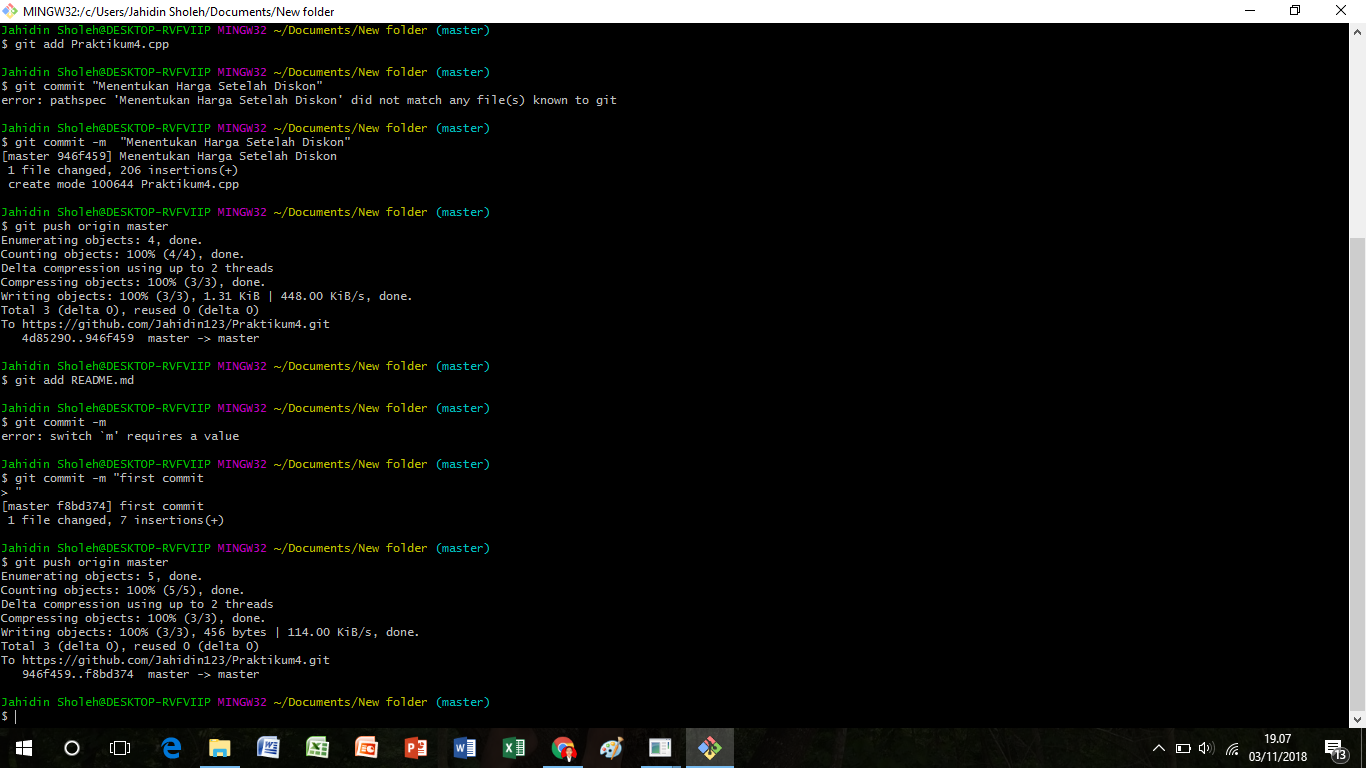 MINGW32:/c/Users/Jahidin Sholeh/Documents/New folder
Jahidin Sholeh@DESKTOP-RVFVIIP MINGW32 ~/Documents/New folder (master)
$ git add Praktikum4.cpp
Jahidin Sholeh@DESKTOP-RVFVIIP MINGW32 ~/Documents/New folder (master)
$ git commit "Menentukan Harga Setelah Diskon"
error: pathspec 'Menentukan Harga Setelah Diskon' did not match any file(s) known to git
Jahidin Sholeh@DESKTOP-RVFVIIP MINGW32 ~/Documents/New folder (master)
$ git commit -m  "Menentukan Harga Setelah Diskon"
[master 946f459] Menentukan Harga Setelah Diskon
 1 file changed, 206 insertions(+)
 create mode 100644 Praktikum4.cpp
Jahidin Sholeh@DESKTOP-RVFVIIP MINGW32 ~/Documents/New folder (master)
$ git push origin master
Enumerating objects: 4, done.
Counting objects: 100% (4/4), done.
Delta compression using up to 2 threads
Compressing objects: 100% (3/3), done.
Writing objects: 100% (3/3), 1.31 KiB | 448.00 KiB/s, done.
Total 3 (delta 0), reused 0 (delta 0)
To https://github.com/Jahidin123/Praktikum4.git
   4d85290..946f459  master -> master
Jahidin Sholeh@DESKTOP-RVFVIIP MINGW32 ~/Documents/New folder (master)
$ git add README.md
Jahidin Sholeh@DESKTOP-RVFVIIP MINGW32 ~/Documents/New folder (master)
$ git commit -m
error: switch `m' requires a value
Jahidin Sholeh@DESKTOP-RVFVIIP MINGW32 ~/Documents/New folder (master)
$ git commit -m "first commit
> "
[master f8bd374] first commit
 1 file changed, 7 insertions(+)
Jahidin Sholeh@DESKTOP-RVFVIIP MINGW32 ~/Documents/New folder (master)
$ git push origin master
Enumerating objects: 5, done.
Counting objects: 100% (5/5), done.
Delta compression using up to 2 threads
Compressing objects: 100% (3/3), done.
Writing objects: 100% (3/3), 456 bytes | 114.00 KiB/s, done.
Total 3 (delta 0), reused 0 (delta 0)
To https://github.com/Jahidin123/Praktikum4.git
   946f459..f8bd374  master -> master
Jahidin Sholeh@DESKTOP-RVFVIIP MINGW32 ~/Documents/New folder (master)
$
19.07
03/11/2018
13